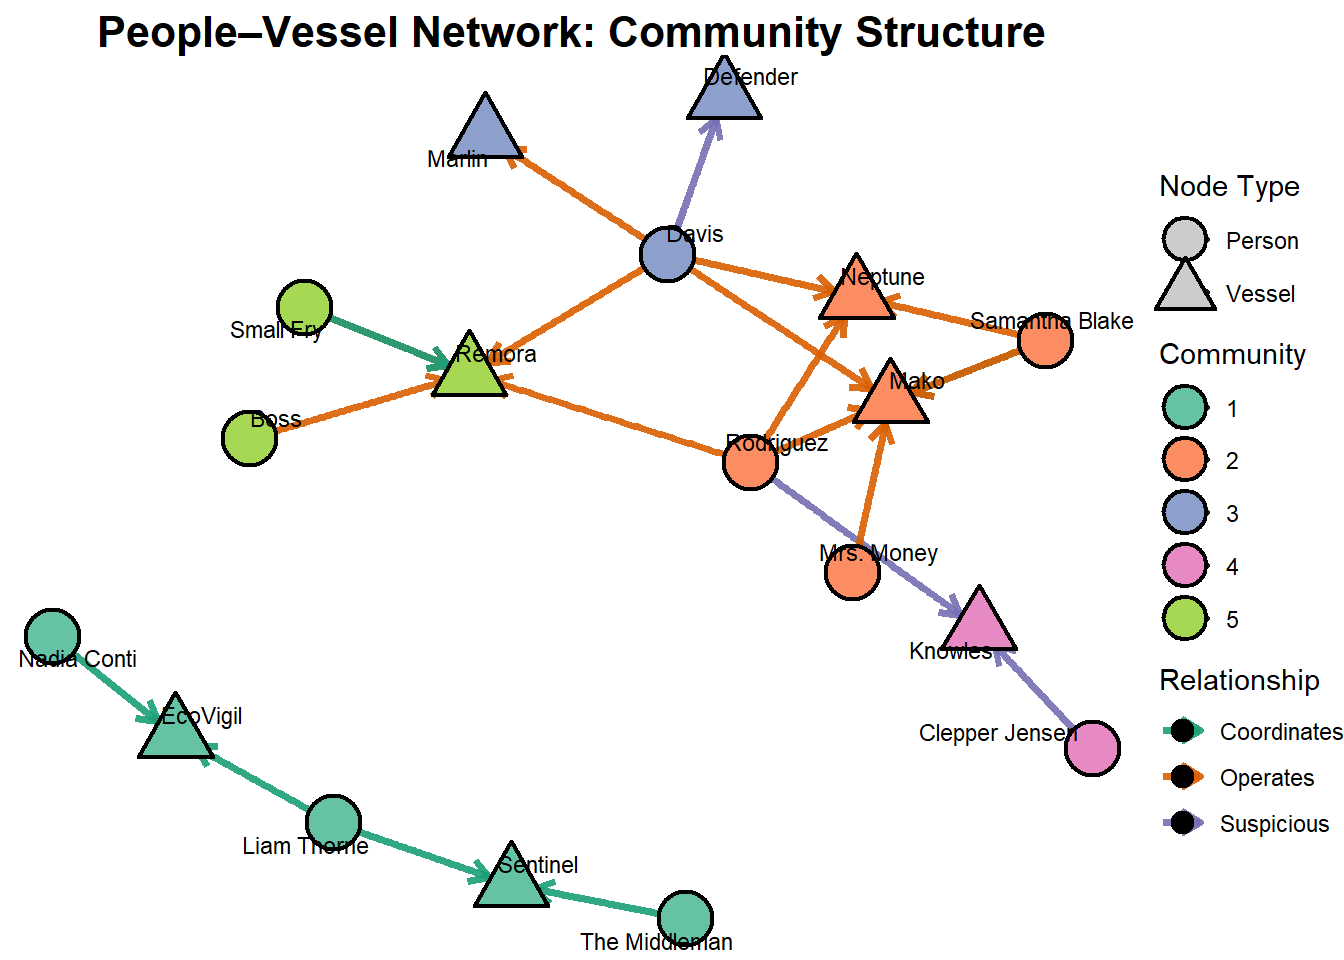 People–Vessel Network: Community Structure
Defender
Marlin
Davis
Neptune
Small Fry
Samantha Blake
Remora
Mako
Boss
Rodriguez
Mrs. Money
Knowles
Nadia Conti
EcoVigil
Clepper Jensen
Liam Thorne
Sentinel
The Middleman
Node Type
Person
Vessel
Community
1
2
3
4
5
Relationship
Coordinates
Operates
Suspicious